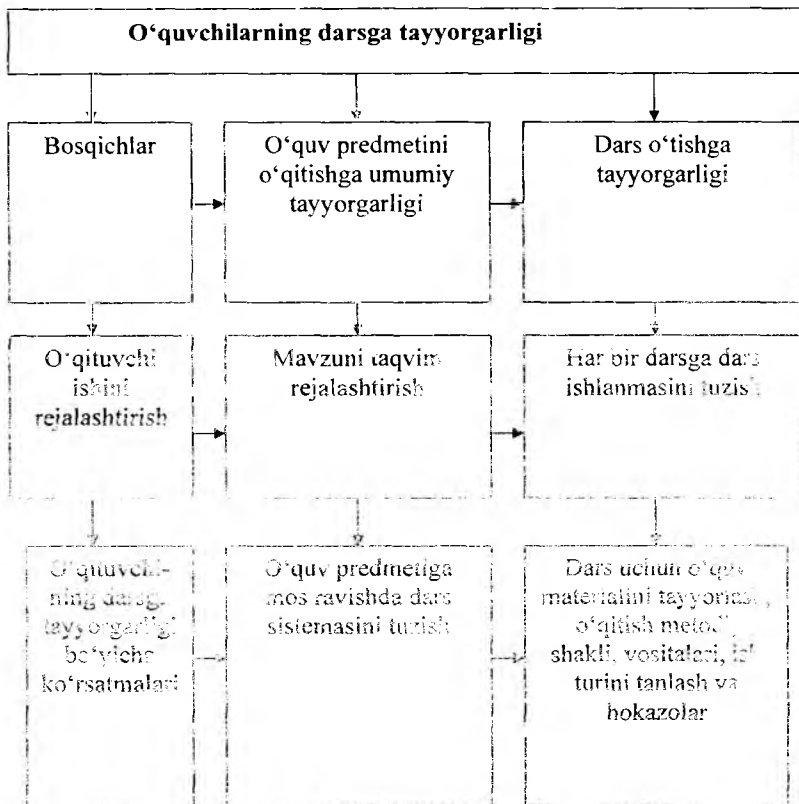 O‘quvchilarning darsga tayyorgarligi
Bosqichlar
O‘quv predmetini
o‘qitishga umumiy
tayyorgarligi
Dars o‘tishga
tayyorgarligi
O‘qituvchi
ishini
rejalashtirish
Mavzuni taqvim
rejalashtirish
Har bir darsga dars
ishlanmasini tuzish
O‘qituvchi-
ning darsga
tayyorgarligi
bo‘yicha
ko‘rsatmalari
O‘quv predmetiga
mos ravishda dars
sistemasini tuzish
Dars uchun o‘quv
materialini tayyorlash,
o‘qitish metodi,
shakli, vositalari, ish
turini tanlash va
hokazolar